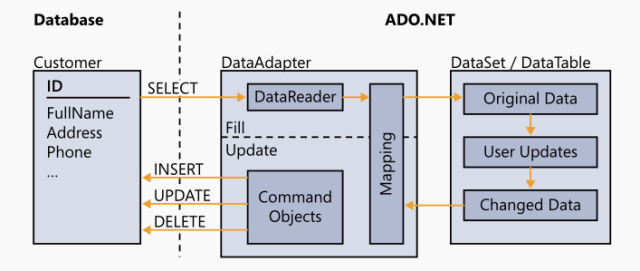 Database
ADO.NET
Customer
ID
FullName
Address
Phone
...
SELECT
INSERT
UPDATE
DELETE
DataAdapter
DataReader
Fill
Update
Command
Objects
Mapping
DataSet / DataTable
Original Data
User Updates
Changed Data